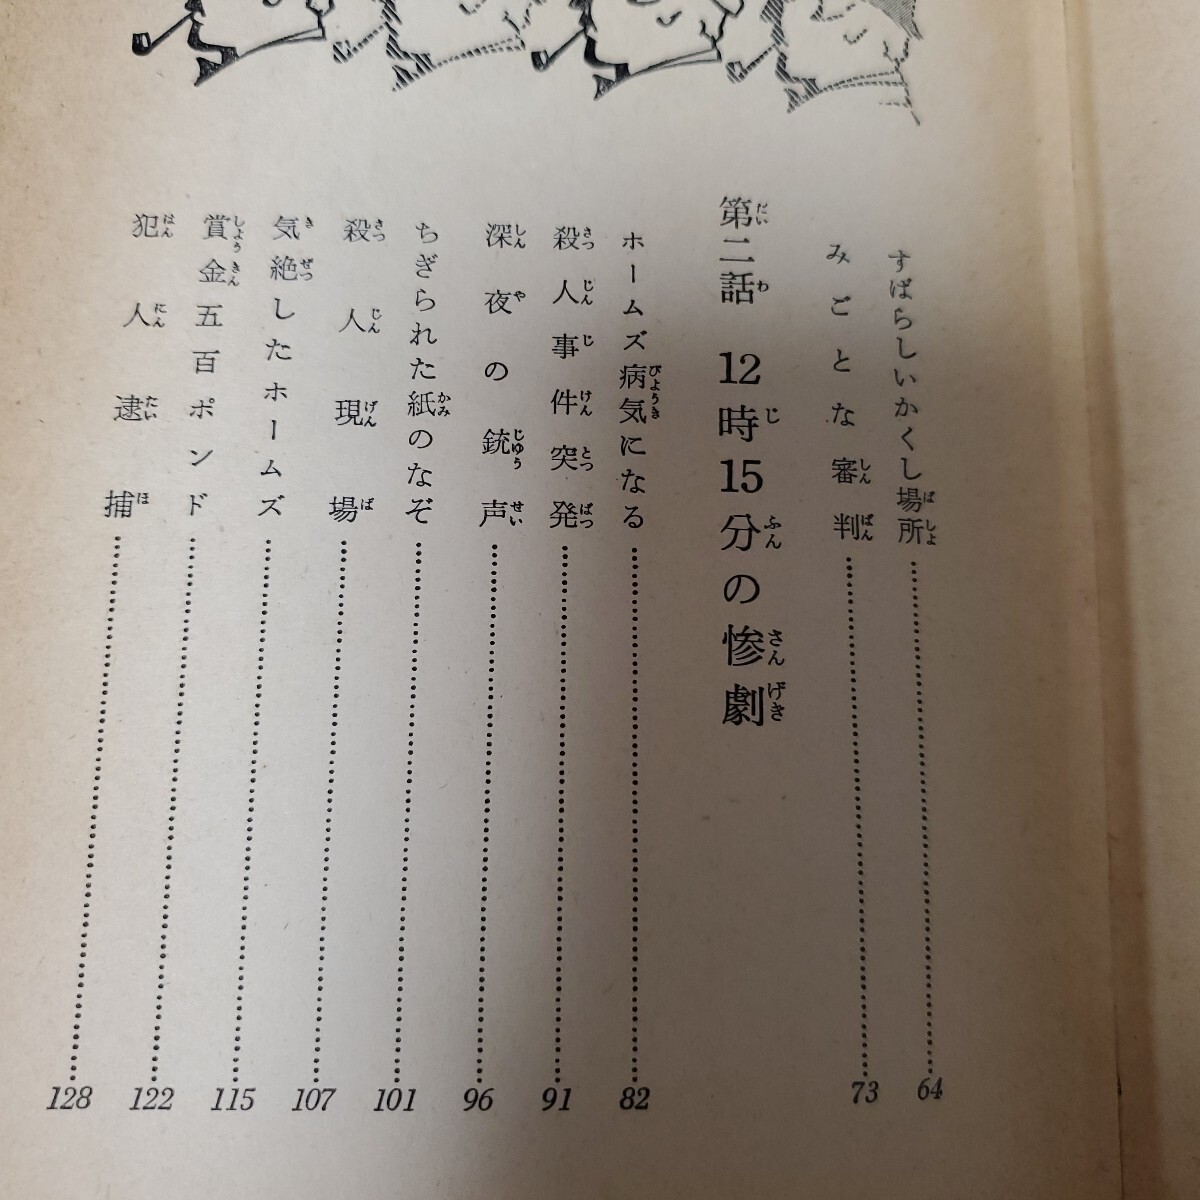 すばらしいかくし場所 64
みごとな審判 73
第二話 12時15分の惨劇
ホームズ病気になる 82
殺人事件突発 91
深夜の銃声 96
ちぎられた紙のなぞ 101
殺人現場 107
気絶したホームズ 115
賞金五百ポンド 122
犯人逮捕 128